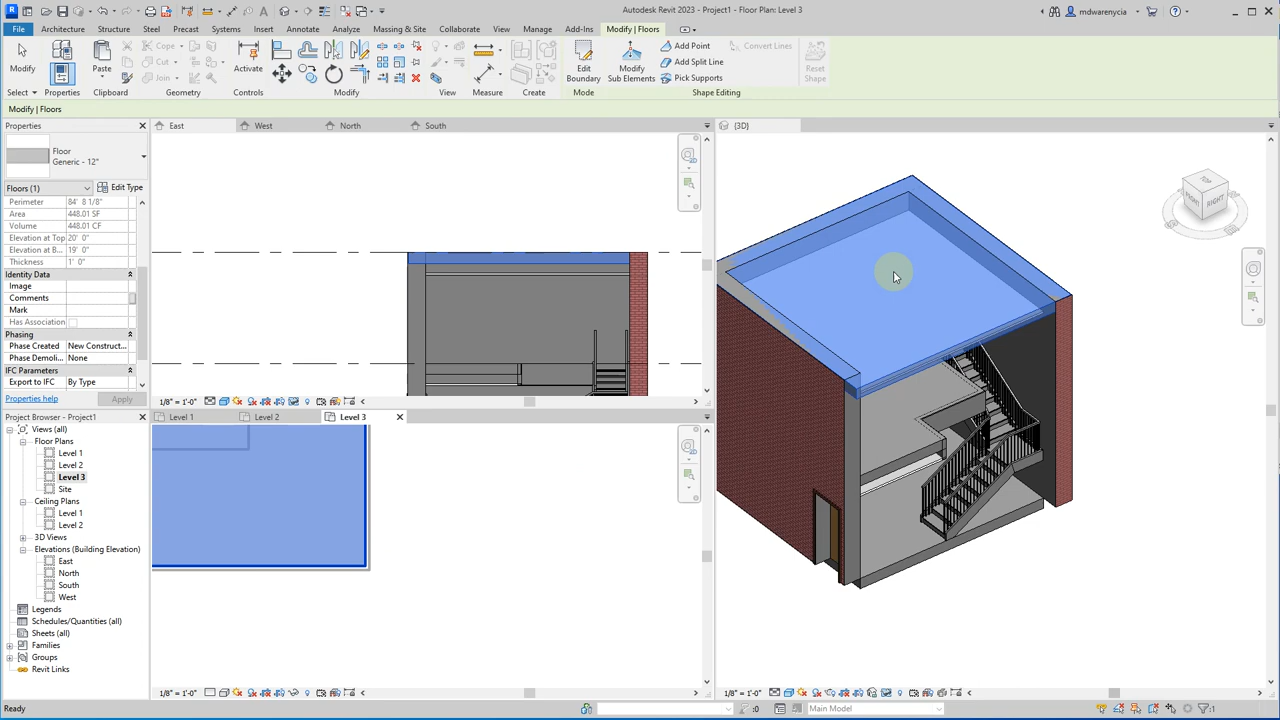 Autodesk Revit 2023 - Project1 - Floor Plan: Level 3
mdwarenycia
File
Architecture
Structure
Steel
Precast
Systems
Insert
Annotate
Analyze
Massing & Site
Collaborate
View
Manage
Add-Ins
Modify | Floors
Modify
Paste
Cope
Cut
Join
Activate
Edit
Boundary
Modify
Sub Elements
Add Point
Add Split Line
Pick Supports
Convert Lines
Reset
Shape
Select
Properties
Clipboard
Geometry
Controls
Modify
View
Measure
Create
Mode
Shape Editing
Modify | Floors
Properties
East
West
North
South
{3D}
Floor
Generic - 12"
Floors (1)
Edit Type
Perimeter 84' 8 1/8"
Area 448.01 SF
Volume 448.01 CF
Elevation at Top 20' 0"
Elevation at B... 19' 0"
Thickness 1' 0"
Identity Data
Image
Comments
Mark
Has Association
Phasing
Phase Created New Construct...
Phase Demoli... None
IFC Parameters
Export to IFC By Type
Properties help
Apply
1/8" = 1'-0"
Project Browser - Project1
Level 1
Level 2
Level 3
Views (all)
Floor Plans
Level 1
Level 2
Level 3
Site
Ceiling Plans
Level 1
Level 2
3D Views
Elevations (Building Elevation)
East
North
South
West
Legends
Schedules/Quantities (all)
Sheets (all)
Families
Groups
Revit Links
1/8" = 1'-0"
1/8" = 1'-0"
TOP
RIGHT
2D
2D
Ready
:0
Main Model
:1